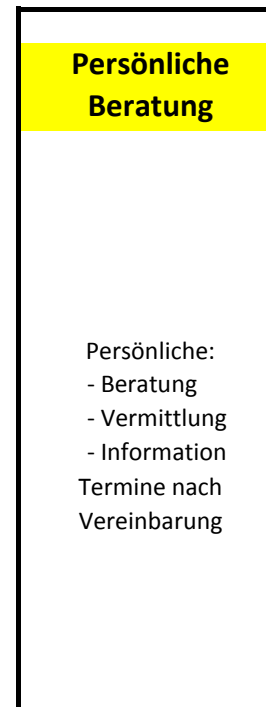 Persönliche
Beratung
Persönliche:
- Beratung
- Vermittlung
- Information
Termine nach
Vereinbarung